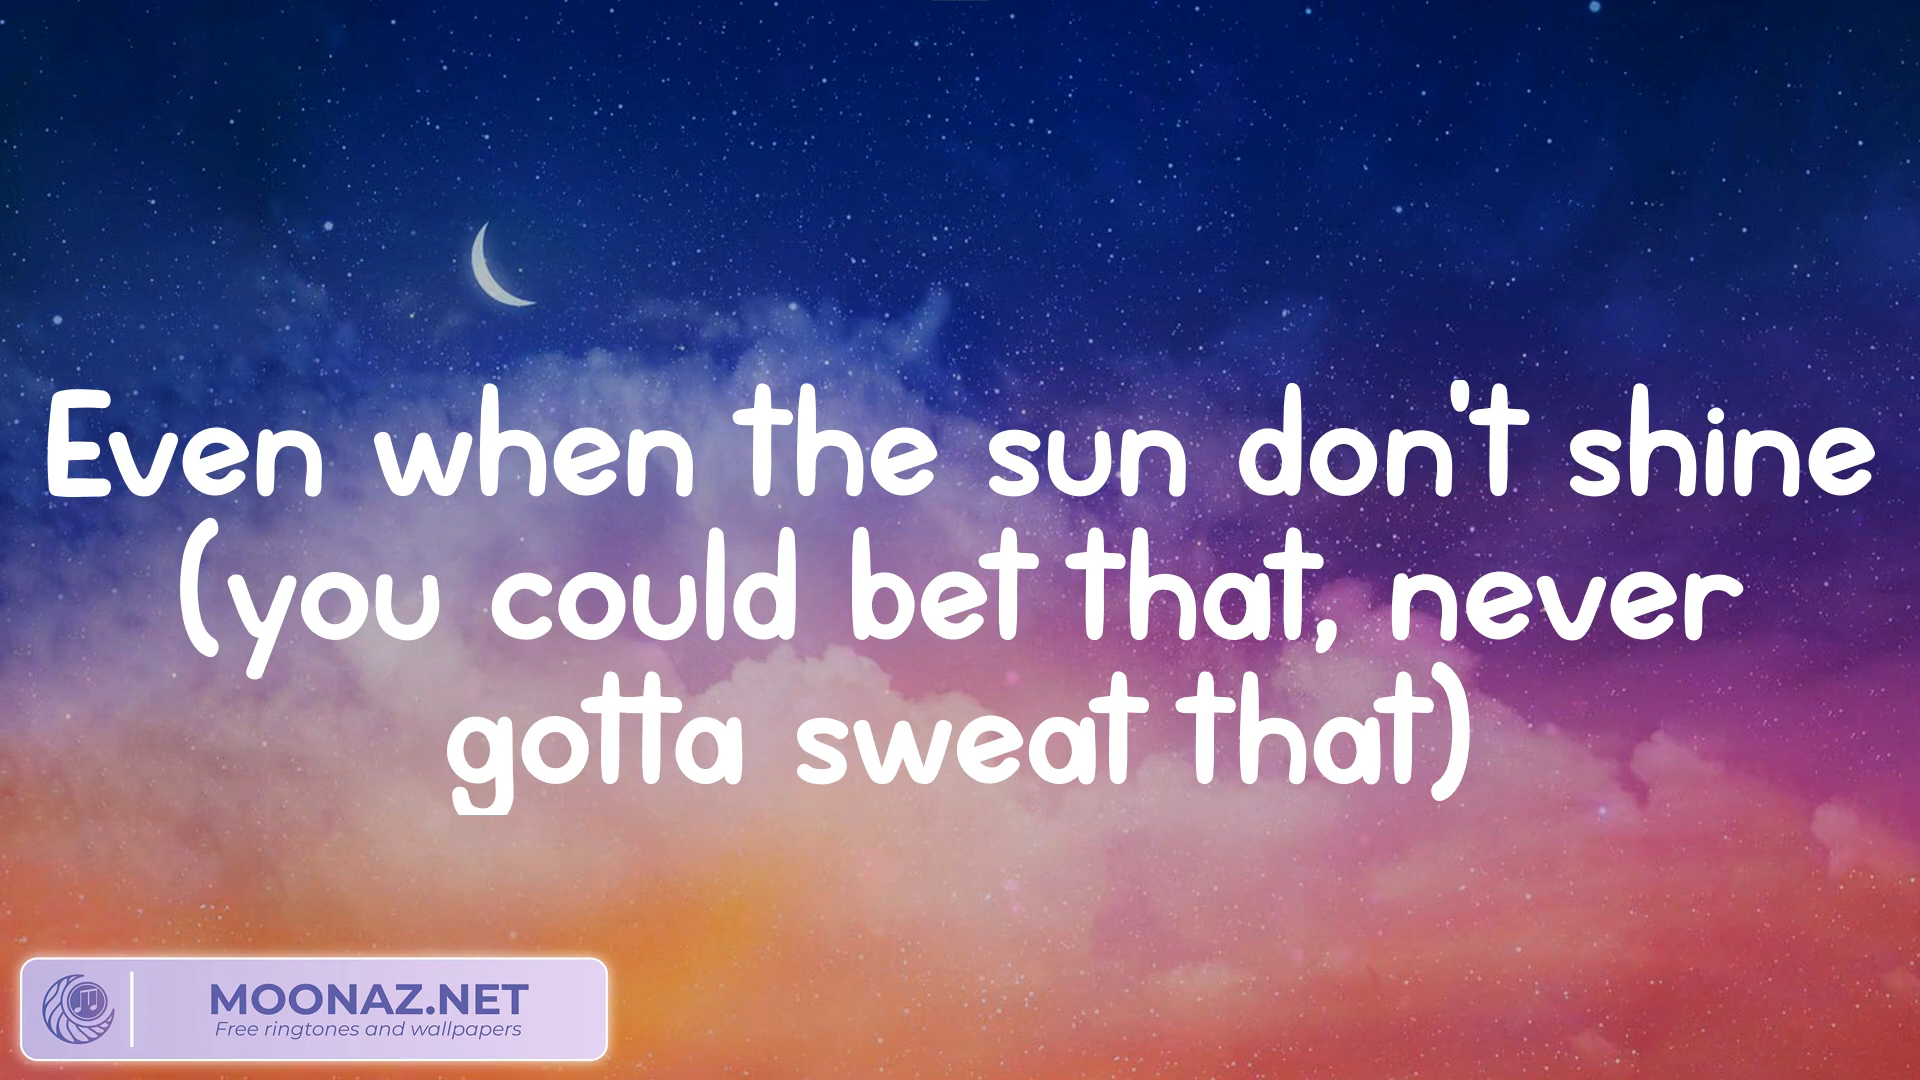 Even when the sun don't shine
(you could bet that, never
gotta sweat that)
MOONAZ.NET
Free ringtones and wallpapers